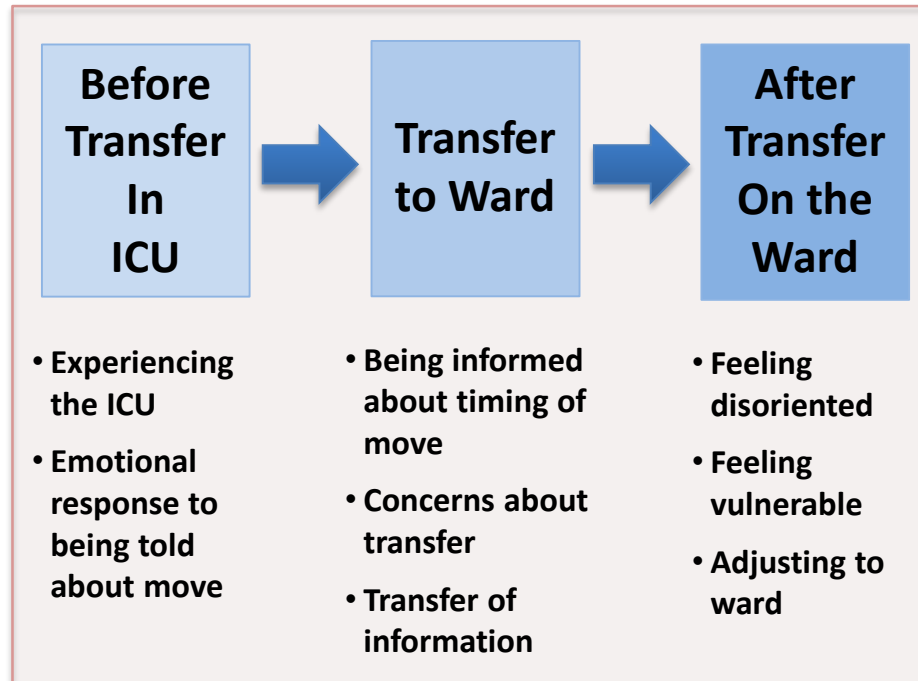 Before
Transfer
In
ICU
Transfer
to Ward
After
Transfer
On the
Ward
• Experiencing
the ICU
• Emotional
response to
being told
about move
• Being informed
about timing of
move
• Concerns about
transfer
• Transfer of
information
• Feeling
disoriented
• Feeling
vulnerable
• Adjusting to
ward